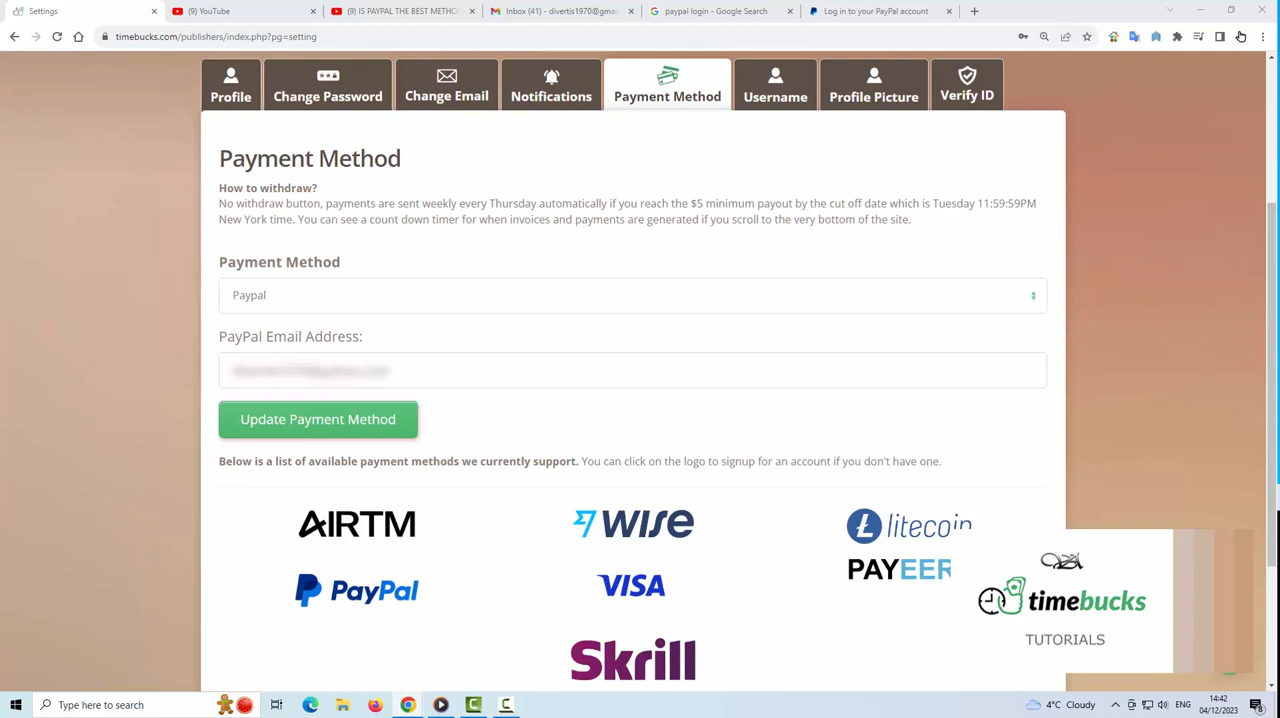 Settings
(9) YouTube
(9) IS PAYPAL THE BEST METHO
Inbox (41) - divertis1970@gma
paypal login - Google Search
Log in to your PayPal account
timebucks.com/publishers/index.php?pg=setting
Profile
Change Password
Change Email
Notifications
Payment Method
Username
Profile Picture
Verify ID
Payment Method
How to withdraw?
No withdraw button, payments are sent weekly every Thursday automatically if you reach the $5 minimum payout by the cut off date which is Tuesday 11:59:59PM
New York time. You can see a count down timer for when invoices and payments are generated if you scroll to the very bottom of the site.
Payment Method
Paypal
PayPal Email Address:
Update Payment Method
Below is a list of available payment methods we currently support. You can click on the logo to signup for an account if you don't have one.
AIRTM
WISE
litecoin
PayPal
VISA
PAYEER
Skrill
timebucks
TUTORIALS
Type here to search
4°C Cloudy
ENG
14:42
04/12/2023
8